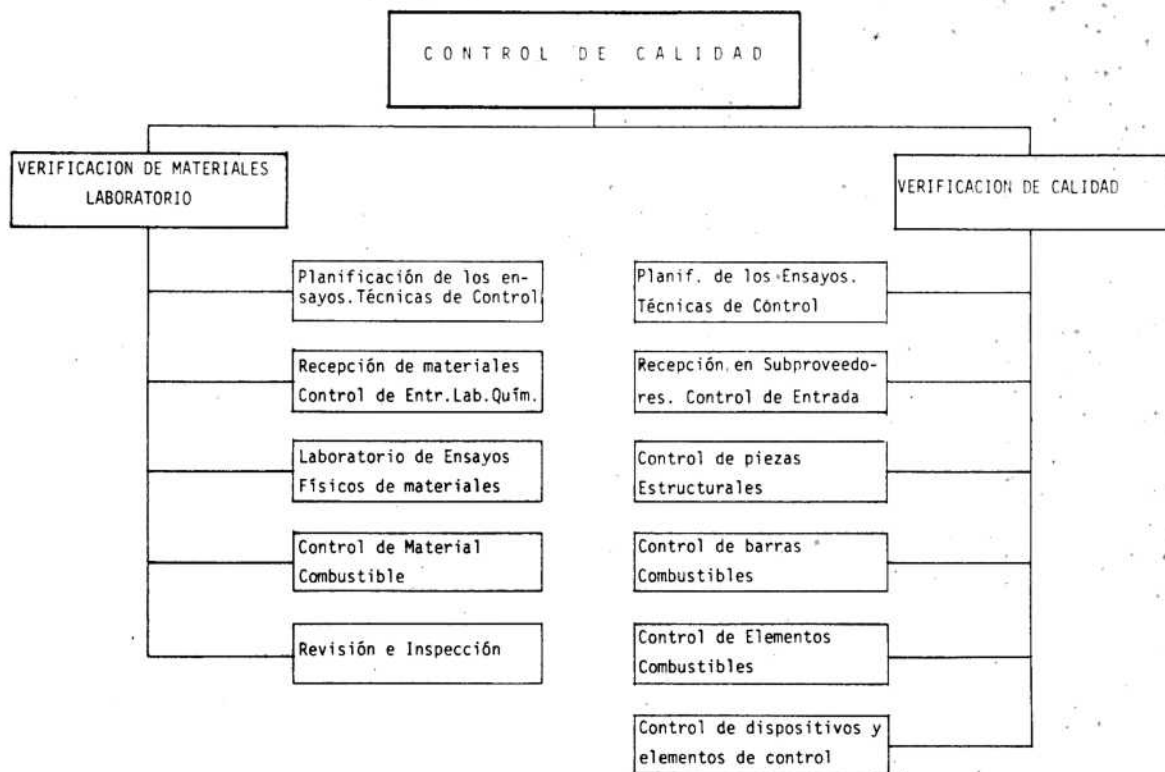 CONTROL DE CALIDAD
VERIFICACION DE MATERIALES
LABORATORIO
VERIFICACION DE CALIDAD
Planificación de los en-
sayos.Técnicas de Control
Recepción de materiales
Control de Entr.Lab.Quím.
Laboratorio de Ensayos
Físicos de materiales
Control de Material
Combustible
Revisión e Inspección
Planif. de los Ensayos.
Técnicas de Control
Recepción en Subproveedo-
res. Control de Entrada
Control de piezas
Estructurales
Control de barras
Combustibles
Control de Elementos
Combustibles
Control de dispositivos y
elementos de control